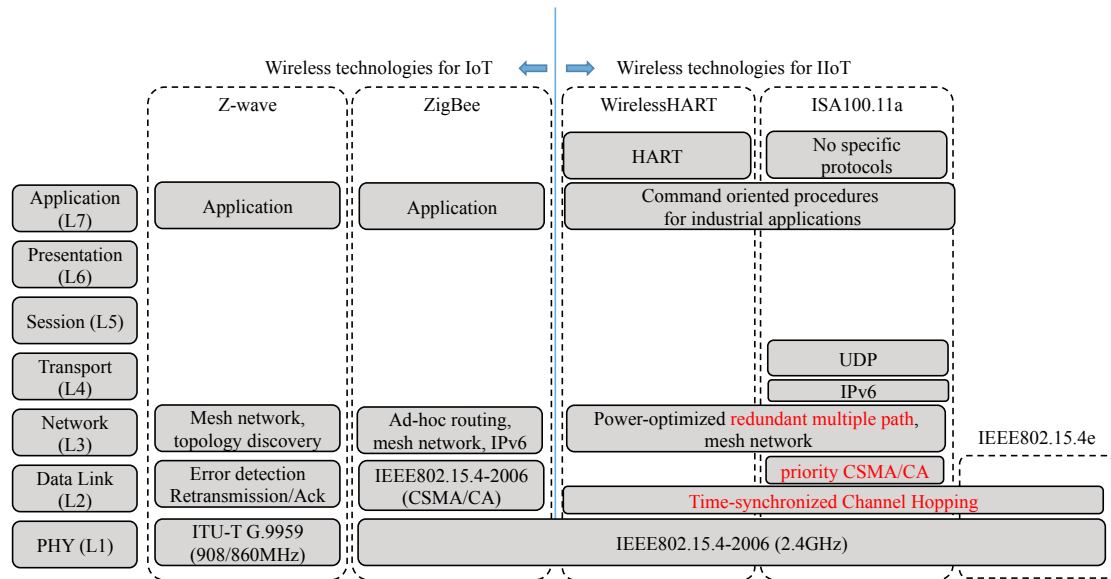 Wireless technologies for IoT
Wireless technologies for IIoT
Z-wave
ZigBee
WirelessHART
ISA100.11a
HART
No specific
protocols
Application
(L7)
Application
Application
Command oriented procedures
for industrial applications
Presentation
(L6)
Session (L5)
Transport
(L4)
UDP
IPv6
Network
(L3)
Mesh network,
topology discovery
Ad-hoc routing,
mesh network, IPv6
Power-optimized redundant multiple path,
mesh network
IEEE802.15.4e
Data Link
(L2)
Error detection
Retransmission/Ack
IEEE802.15.4-2006
(CSMA/CA)
priority CSMA/CA
Time-synchronized Channel Hopping
PHY (L1)
ITU-T G.9959
(908/860MHz)
IEEE802.15.4-2006 (2.4GHz)